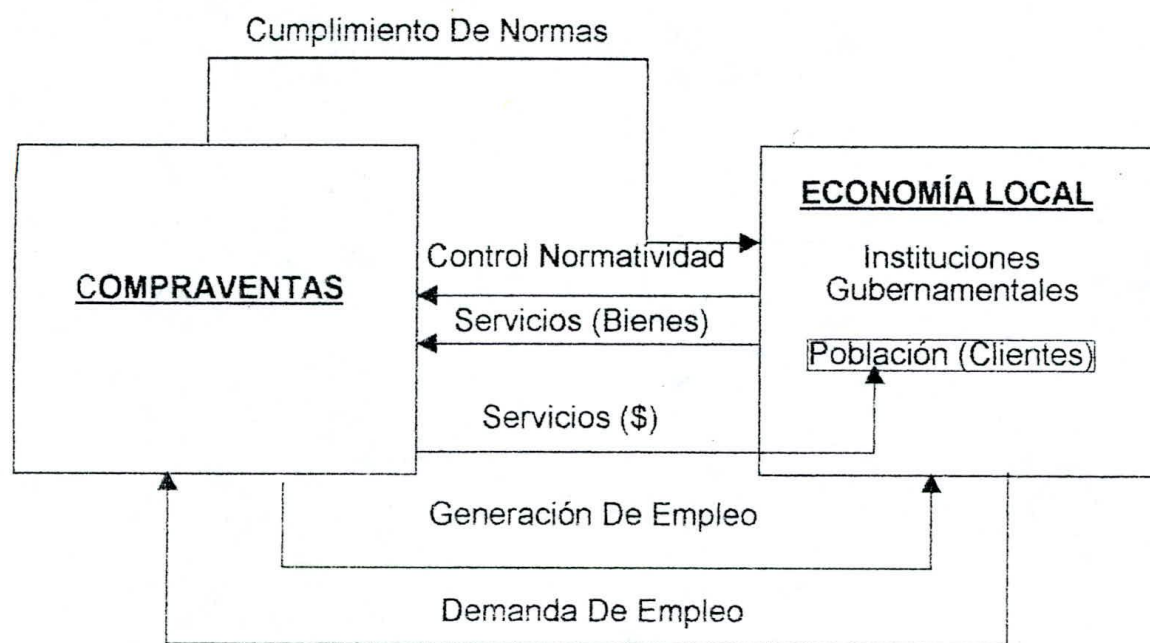 Cumplimiento De Normas
COMPRAVENTAS
ECONOMÍA LOCAL
Instituciones
Gubernamentales
Población (Clientes)
Control Normatividad
Servicios (Bienes)
Servicios ($)
Generación De Empleo
Demanda De Empleo